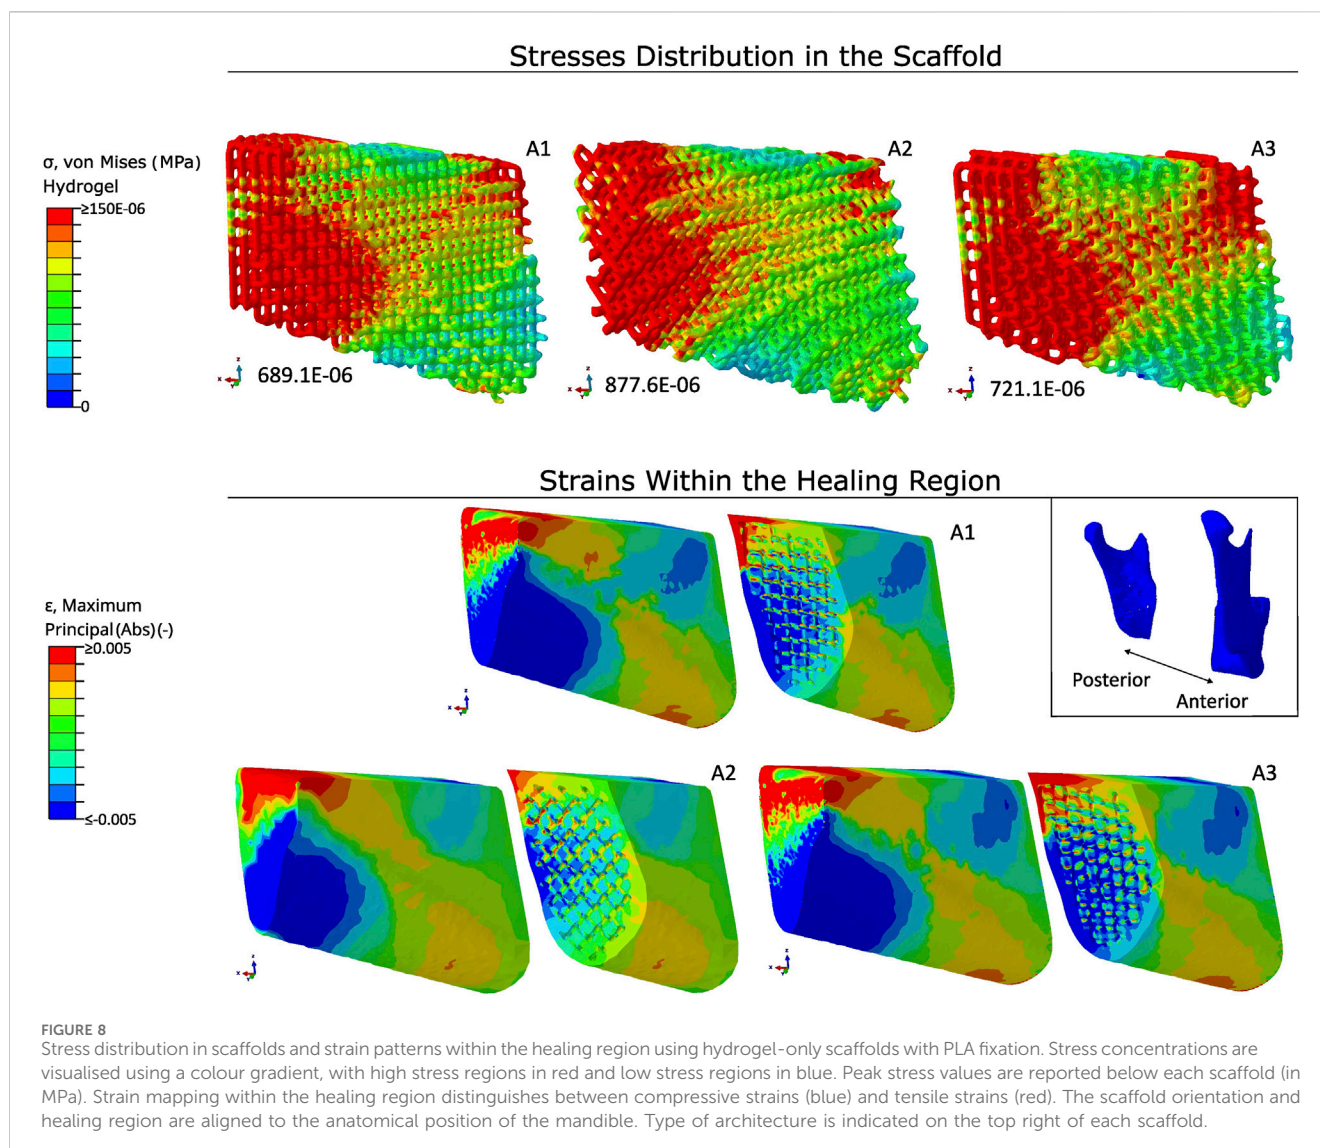 Stresses Distribution in the Scaffold
σ, von Mises (MPa)
Hydrogel
≥150E-06
0
A1
A2
A3
689.1E-06
877.6E-06
721.1E-06
Strains Within the Healing Region
ε, Maximum
Principal(Abs)(-)
≥0.005
≤-0.005
A1
Posterior
Anterior
A2
A3
FIGURE 8
Stress distribution in scaffolds and strain patterns within the healing region using hydrogel-only scaffolds with PLA fixation. Stress concentrations are
visualised using a colour gradient, with high stress regions in red and low stress regions in blue. Peak stress values are reported below each scaffold (in
MPa). Strain mapping within the healing region distinguishes between compressive strains (blue) and tensile strains (red). The scaffold orientation and
healing region are aligned to the anatomical position of the mandible. Type of architecture is indicated on the top right of each scaffold.